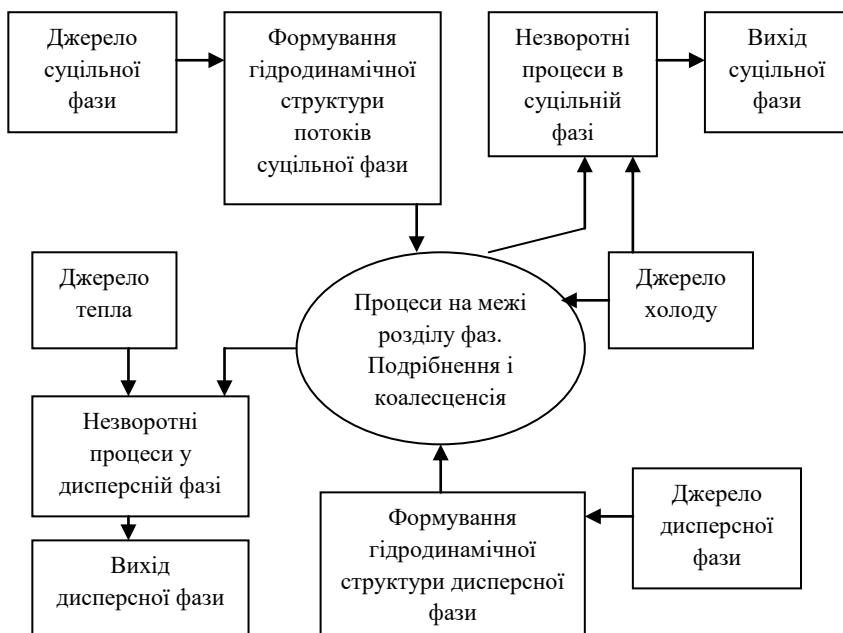 Джерело
суцільної
фази
Формування
гідродинамічної
структури
потоків
суцільної фази
Незворотні
процеси в
суцільній
фазі
Вихід
суцільної
фази
Джерело
тепла
Процеси на межі
розділу фаз.
Подрібнення і
коалесценсія
Джерело
холоду
Незворотні
процеси у
дисперсній фазі
Вихід
дисперсної фази
Формування
гідродинамічної
структури дисперсної
фази
Джерело
дисперсної
фази